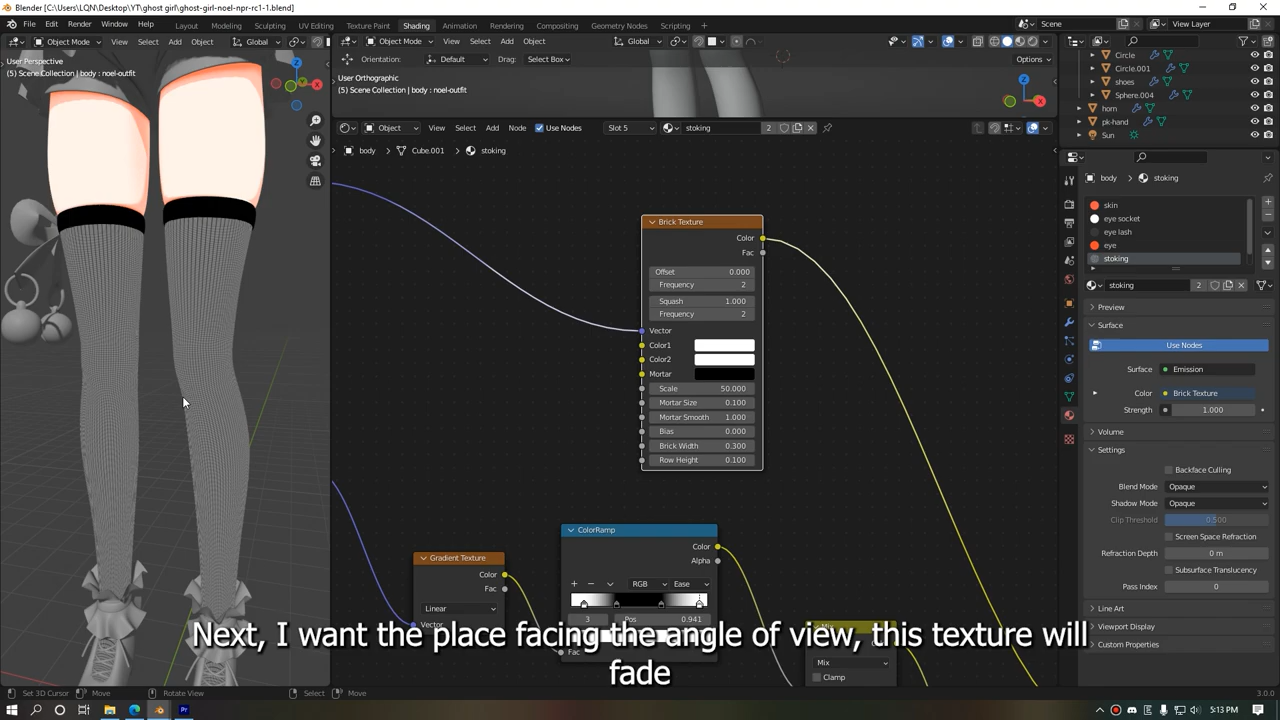 Blender [C:\Users\LQN\Desktop\YT\ghost girl\ghost-girl-noel-npr-rc1-1.blend]
File Edit Render Window Help Layout Modeling Sculpting UV Editing Texture Paint Shading Animation Rendering Compositing Geometry Nodes Scripting + Scene View Layer
Object Mode View Select Add Object Global Object Mode View Select Add Object Global
Orientation: Default Drag: Select Box Options
User Perspective
(5) Scene Collection | body : noel-outfit
User Orthographic
(5) Scene Collection | body : noel-outfit
Z
X
Circle
Circle.001
shoes
Sphere.004
horn
pk-hand
Sun
Object View Select Add Node Use Nodes Slot 5 stoking 2
body Cube.001 stoking
body stoking
skin
eye socket
eye lash
eye
stoking
stoking 2
Preview
Surface
Use Nodes
Surface Emission
Color Brick Texture
Strength 1.000
Volume
Settings
Backface Culling
Blend Mode Opaque
Shadow Mode Opaque
Clip Threshold 0.500
Screen Space Refraction
Refraction Depth 0 m
Subsurface Translucency
Pass Index 0
Line Art
Viewport Display
Custom Properties
Brick Texture
Color
Fac
Offset 0.000
Frequency 2
Squash 1.000
Frequency 2
Vector
Color1
Color2
Mortar
Scale 50.000
Mortar Size 0.100
Mortar Smooth 1.000
Bias 0.000
Brick Width 0.300
Row Height 0.100
Gradient Texture
Color
Fac
Linear
Vector
ColorRamp
Color
Alpha
+ − RGB Ease
3 Pos 0.941
Fac
Mix
Mix
Clamp
Next, I want the place facing the angle of view, this texture will
fade
Set 3D Cursor Move Rotate View Select Move 3.0.0
Pr 5:13 PM